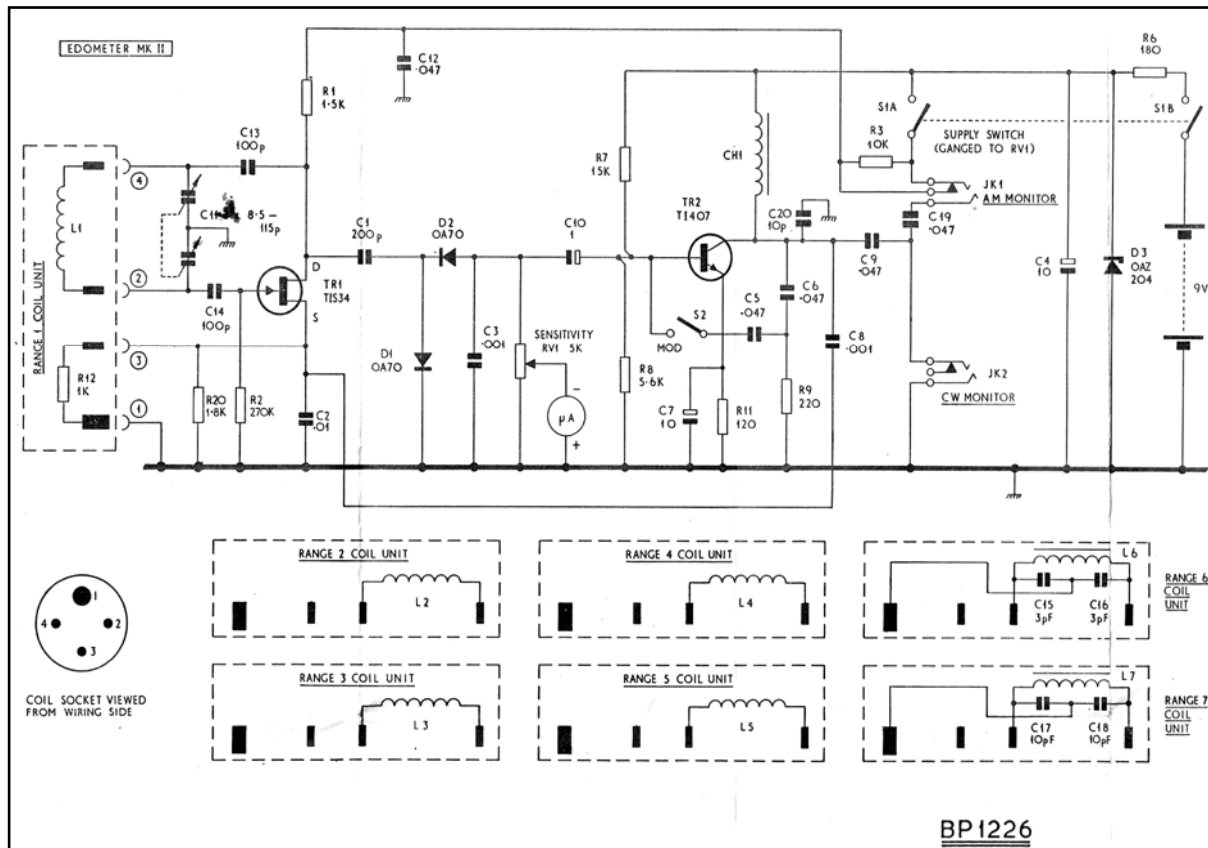 EDOMETER MK II
C12
·047
R6
180
R1
1·5K
S1A
S1B
C13
100p
R3
10K
SUPPLY SWITCH
(GANGED TO RV1)
R7
15K
CH1
RANGE 1 COIL UNIT
4
JK1
AM MONITOR
L1
8·5–
115p
C1
200p
D2
OA70
C10
1
TR2
TI407
C20
10p
C19
·047
C9
·047
D3
OAZ
204
C4
10
9V
2
D
TR1
TIS34
S
C14
100p
C6
·047
C5
·047
S2
MOD
C3
·001
SENSITIVITY
RV1 5K
C8
·001
3
D1
OA70
R8
5·6K
JK2
CW MONITOR
R12
1K
R20
1·8K
R2
270K
C2
·01
–
µA
+
C7
10
R11
120
R9
220
1
RANGE 2 COIL UNIT
L2
RANGE 4 COIL UNIT
L4
L6
C15
3pF
C16
3pF
RANGE 6
COIL
UNIT
1
4
2
3
COIL SOCKET VIEWED
FROM WIRING SIDE
RANGE 3 COIL UNIT
L3
RANGE 5 COIL UNIT
L5
L7
C17
10pF
C18
10pF
RANGE 7
COIL
UNIT
BP1226